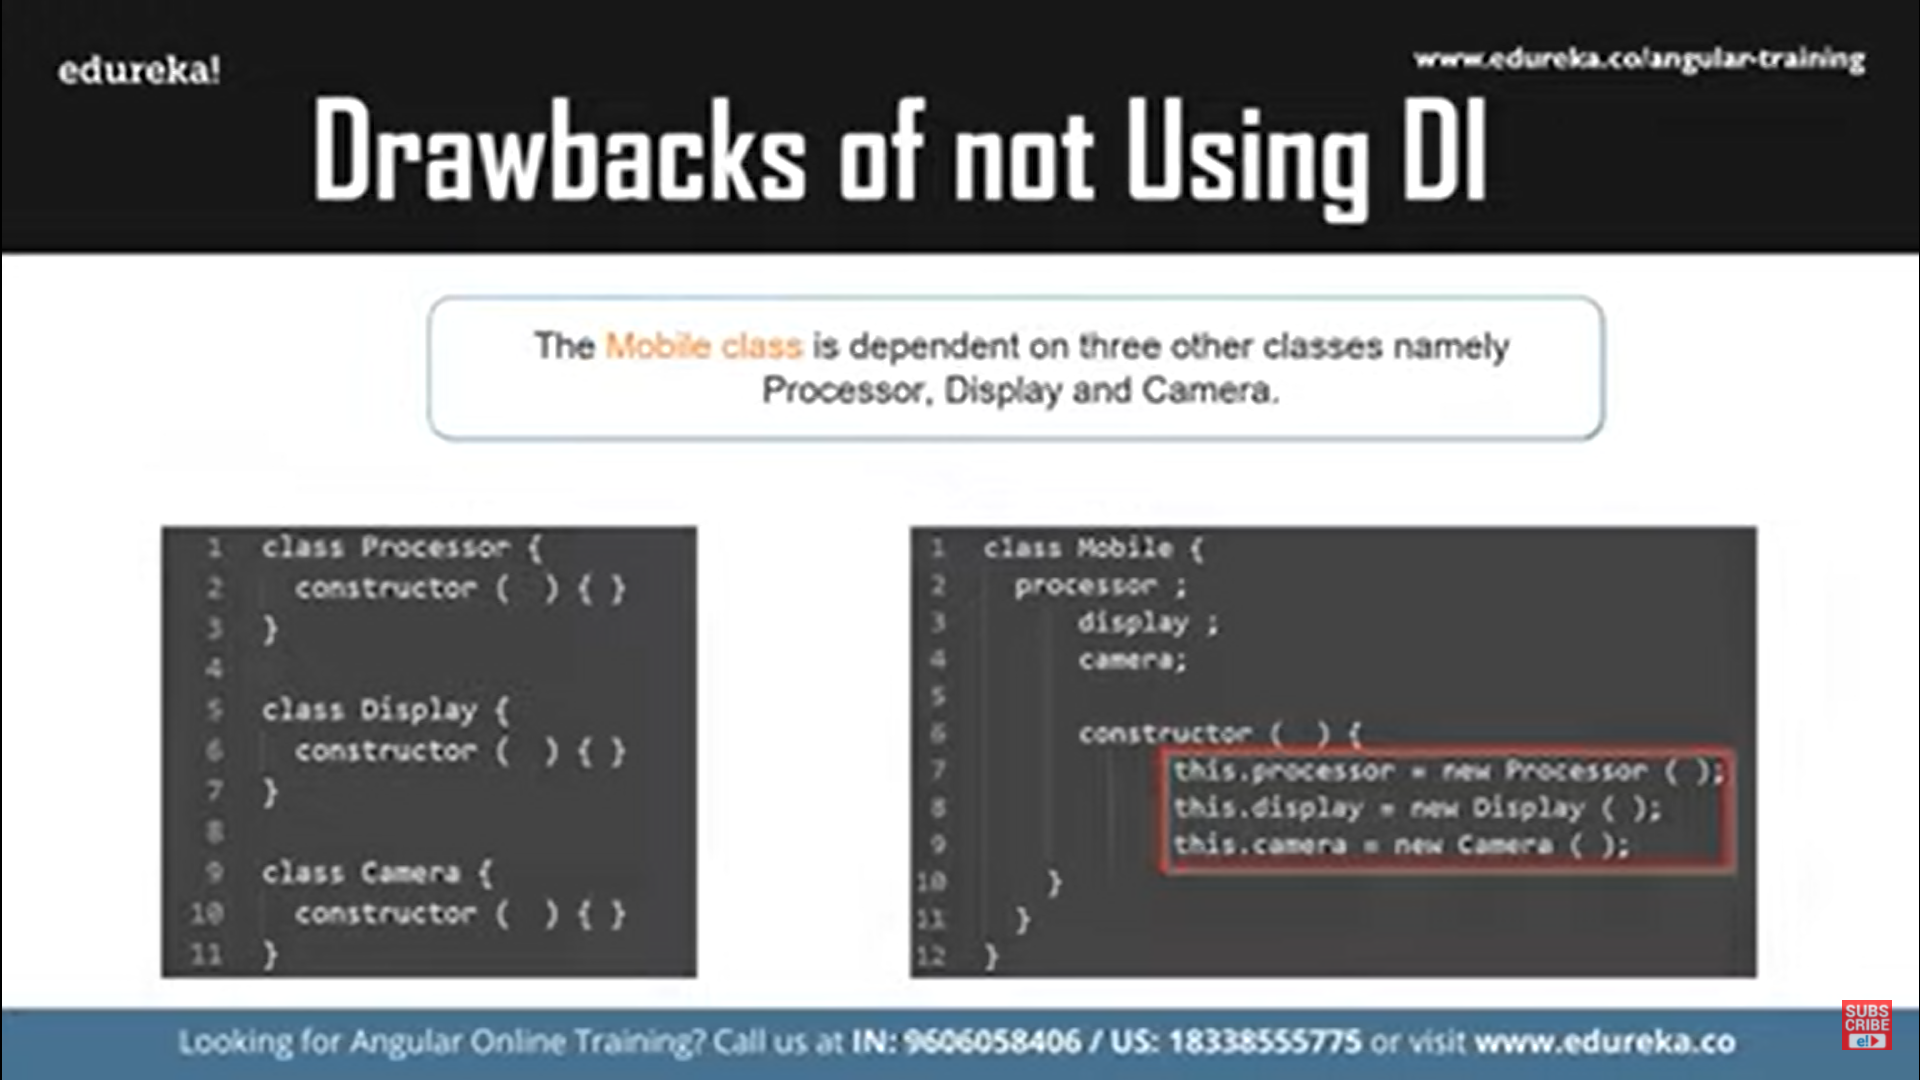 edureka!
www.edureka.co/angular-training
Drawbacks of not Using DI
The Mobile class is dependent on three other classes namely
Processor, Display and Camera.
1 class Processor {
2 constructor ( ) { }
3 }
4
5 class Display {
6 constructor ( ) { }
7 }
8
9 class Camera {
10 constructor ( ) { }
11 }
1 class Mobile {
2 processor ;
3 display ;
4 camera;
5
6 constructor ( ) {
7 this.processor = new Processor ( );
8 this.display = new Display ( );
9 this.camera = new Camera ( );
10 }
11 }
12 }
Looking for Angular Online Training? Call us at IN: 9606058406 / US: 18338555775 or visit www.edureka.co
SUBS
CRIBE
e!